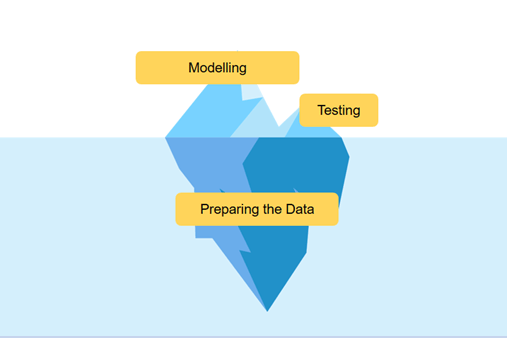 Modelling
Testing
Preparing the Data